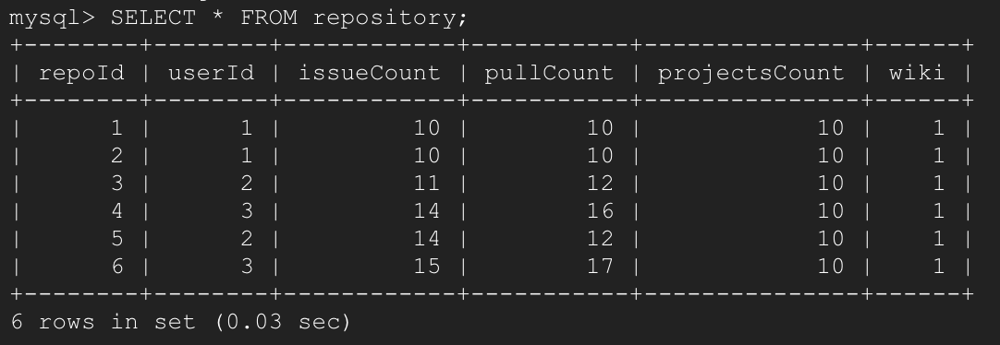 mysql> SELECT * FROM repository;
+--------+--------+------------+-----------+---------------+------+
| repoId | userId | issueCount | pullCount | projectsCount | wiki |
+--------+--------+------------+-----------+---------------+------+
|      1 |      1 |         10 |        10 |            10 |    1 |
|      2 |      1 |         10 |        10 |            10 |    1 |
|      3 |      2 |         11 |        12 |            10 |    1 |
|      4 |      3 |         14 |        16 |            10 |    1 |
|      5 |      2 |         14 |        12 |            10 |    1 |
|      6 |      3 |         15 |        17 |            10 |    1 |
+--------+--------+------------+-----------+---------------+------+
6 rows in set (0.03 sec)